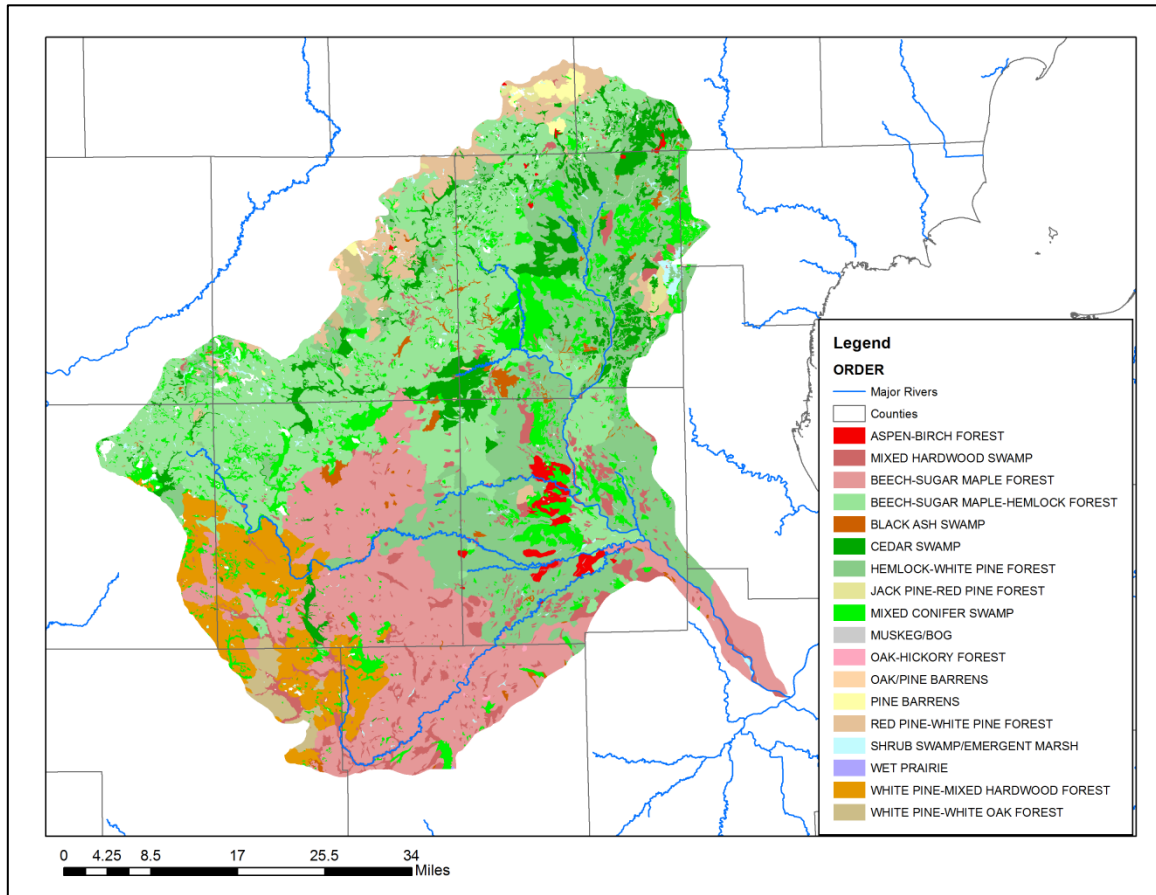 Legend
ORDER
Major Rivers
Counties
ASPEN-BIRCH FOREST
MIXED HARDWOOD SWAMP
BEECH-SUGAR MAPLE FOREST
BEECH-SUGAR MAPLE-HEMLOCK FOREST
BLACK ASH SWAMP
CEDAR SWAMP
HEMLOCK-WHITE PINE FOREST
JACK PINE-RED PINE FOREST
MIXED CONIFER SWAMP
MUSKEG/BOG
OAK-HICKORY FOREST
OAK/PINE BARRENS
PINE BARRENS
RED PINE-WHITE PINE FOREST
SHRUB SWAMP/EMERGENT MARSH
WET PRAIRIE
WHITE PINE-MIXED HARDWOOD FOREST
WHITE PINE-WHITE OAK FOREST
0 4.25 8.5 17 25.5 34
Miles